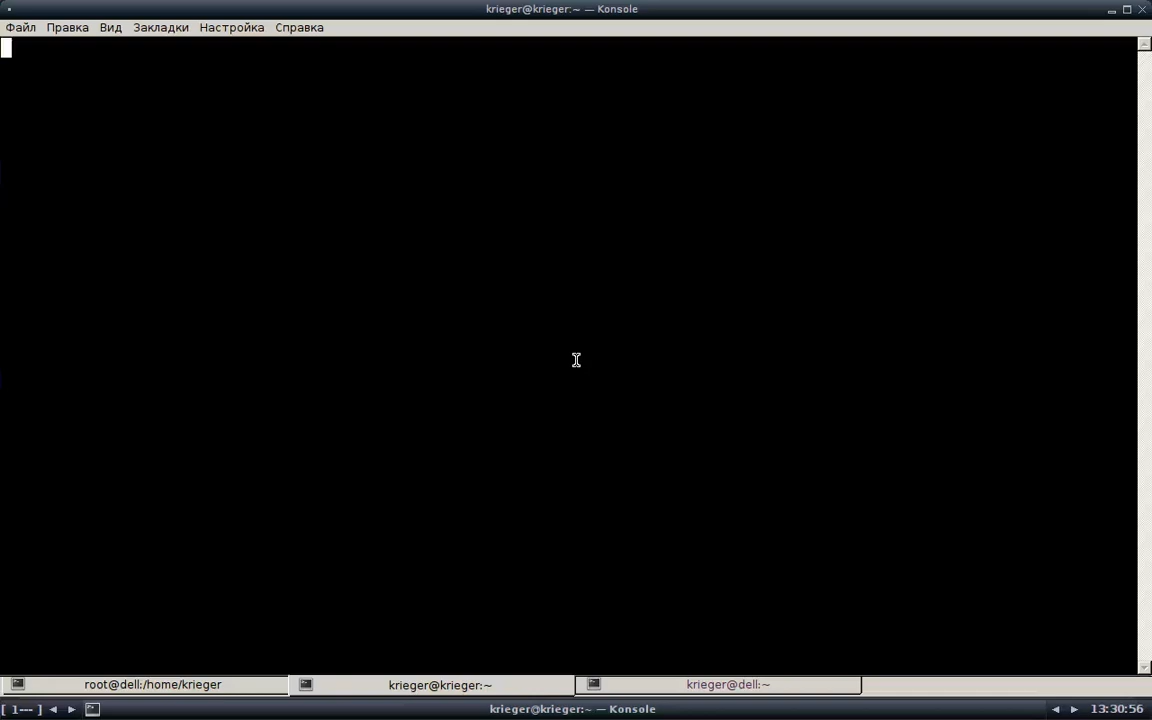 krieger@krieger:~ — Konsole
Файл Правка Вид Закладки Настройка Справка
root@dell:/home/krieger krieger@krieger:~ krieger@dell:~
[ 1--- ] krieger@krieger:~ — Konsole 13:30:56